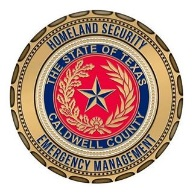 HOMELAND SECURITY
THE STATE OF TEXAS
CALDWELL COUNTY
EMERGENCY MANAGEMENT